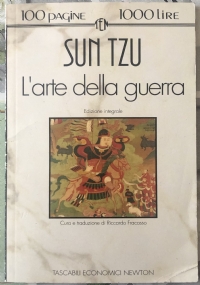 100 PAGINE 1000 LIRE
SUN TZU
L'arte della guerra
Edizione integrale
Cura e traduzione di Riccardo Fracasso
TASCABILI ECONOMICI NEWTON